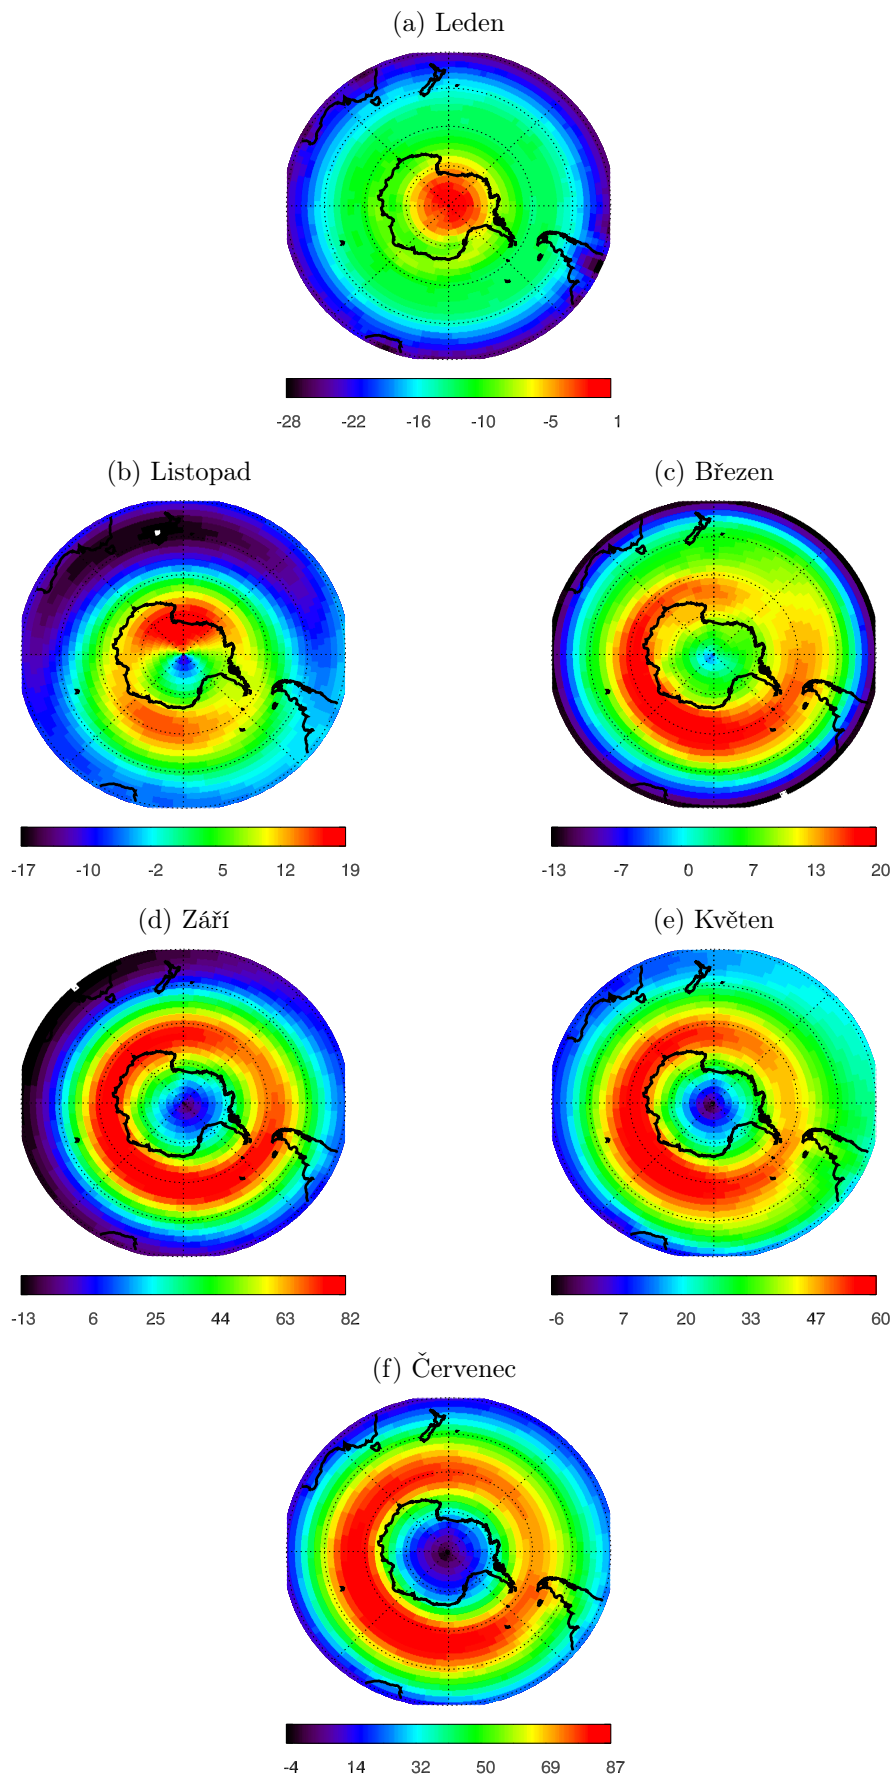 (a) Leden
-28 -22 -16 -10 -5 1
(b) Listopad
(c) Březen
-17 -10 -2 5 12 19
-13 -7 0 7 13 20
(d) Září
(e) Květen
-13 6 25 44 63 82
-6 7 20 33 47 60
(f) Červenec
-4 14 32 50 69 87